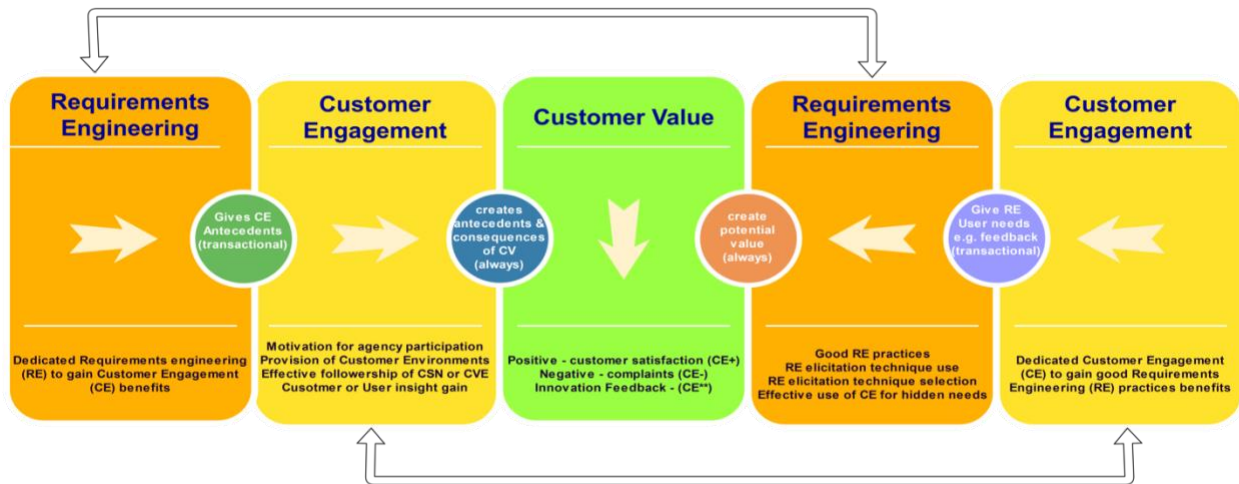 Requirements
Engineering
Customer
Engagement
Customer Value
Requirements
Engineering
Customer
Engagement
Gives CE
Antecedents
(transactional)
creates
antecedents &
consequences
of CV
(always)
create
potential
value
(always)
Give RE
User needs
e.g. feedback
(transactional)
Dedicated Requirements engineering
(RE) to gain Customer Engagement
(CE) benefits
Motivation for agency participation
Provision of Customer Environments
Effective followership of CSN or CVE
Cusotmer or User insight gain
Positive - customer satisfaction (CE+)
Negative - complaints (CE-)
Innovation Feedback - (CE**)
Good RE practices
RE elicitation technique use
RE elicitation technique selection
Effective use of CE for hidden needs
Dedicated Customer Engagement
(CE) to gain good Requirements
Engineering (RE) practices benefits